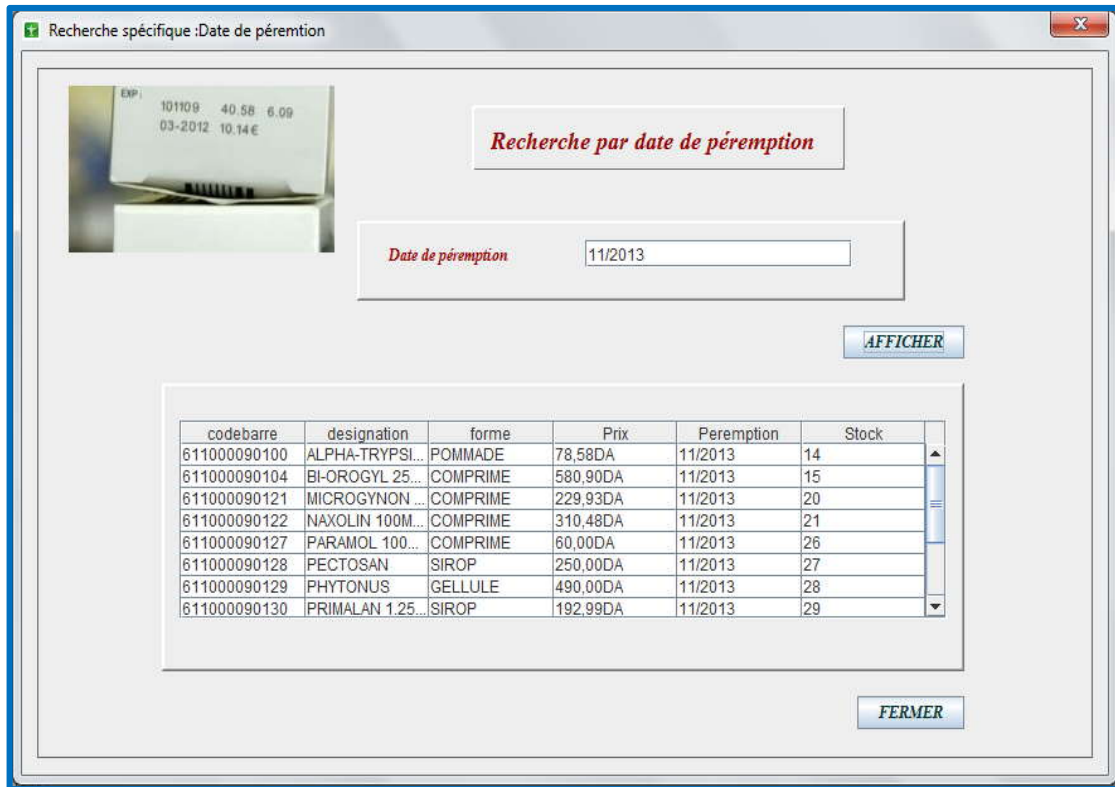 Recherche spécifique :Date de péremtion
EXP:
101109 40.58 6.09
03-2012 10.14€
Recherche par date de péremption
Date de péremption 11/2013
AFFICHER
codebarre designation forme Prix Peremption Stock
611000090100 ALPHA-TRYPSI... POMMADE 78,58DA 11/2013 14
611000090104 BI-OROGYL 25... COMPRIME 580,90DA 11/2013 15
611000090121 MICROGYNON ... COMPRIME 229,93DA 11/2013 20
611000090122 NAXOLIN 100M... COMPRIME 310,48DA 11/2013 21
611000090127 PARAMOL 100... COMPRIME 60,00DA 11/2013 26
611000090128 PECTOSAN SIROP 250,00DA 11/2013 27
611000090129 PHYTONUS GELLULE 490,00DA 11/2013 28
611000090130 PRIMALAN 1.25... SIROP 192,99DA 11/2013 29
FERMER